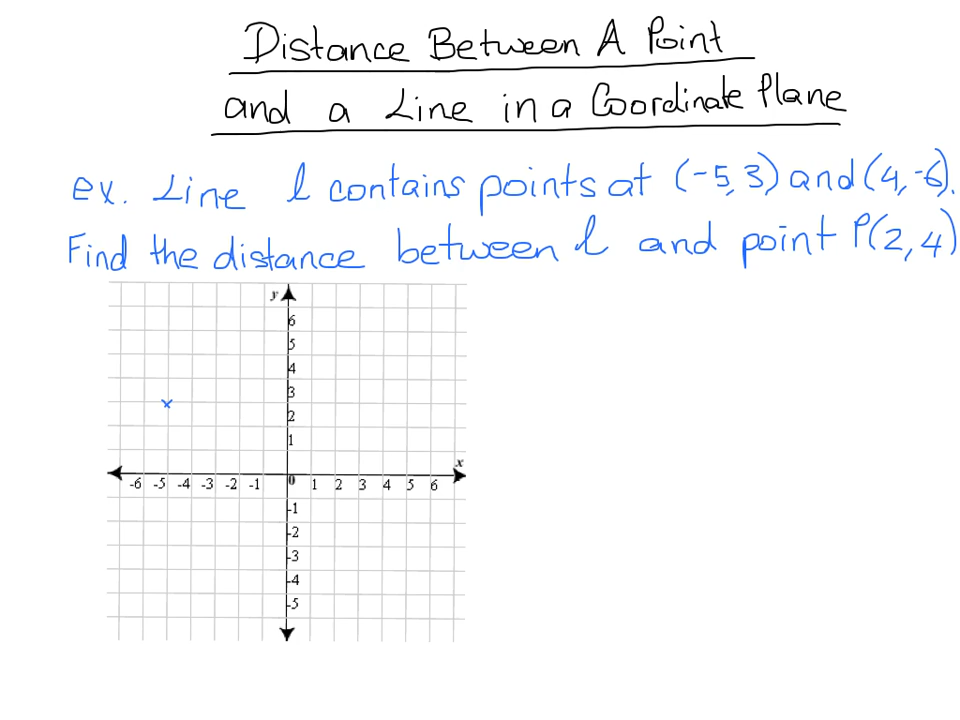 Distance Between A Point
and a Line in a Coordinate Plane
ex. Line l contains points at (-5,3) and (4,-6).
Find the distance between l and point P(2,4)
y
6
5
4
3
2
1
x
-6 -5 -4 -3 -2 -1 0 1 2 3 4 5 6
-1
-2
-3
-4
-5